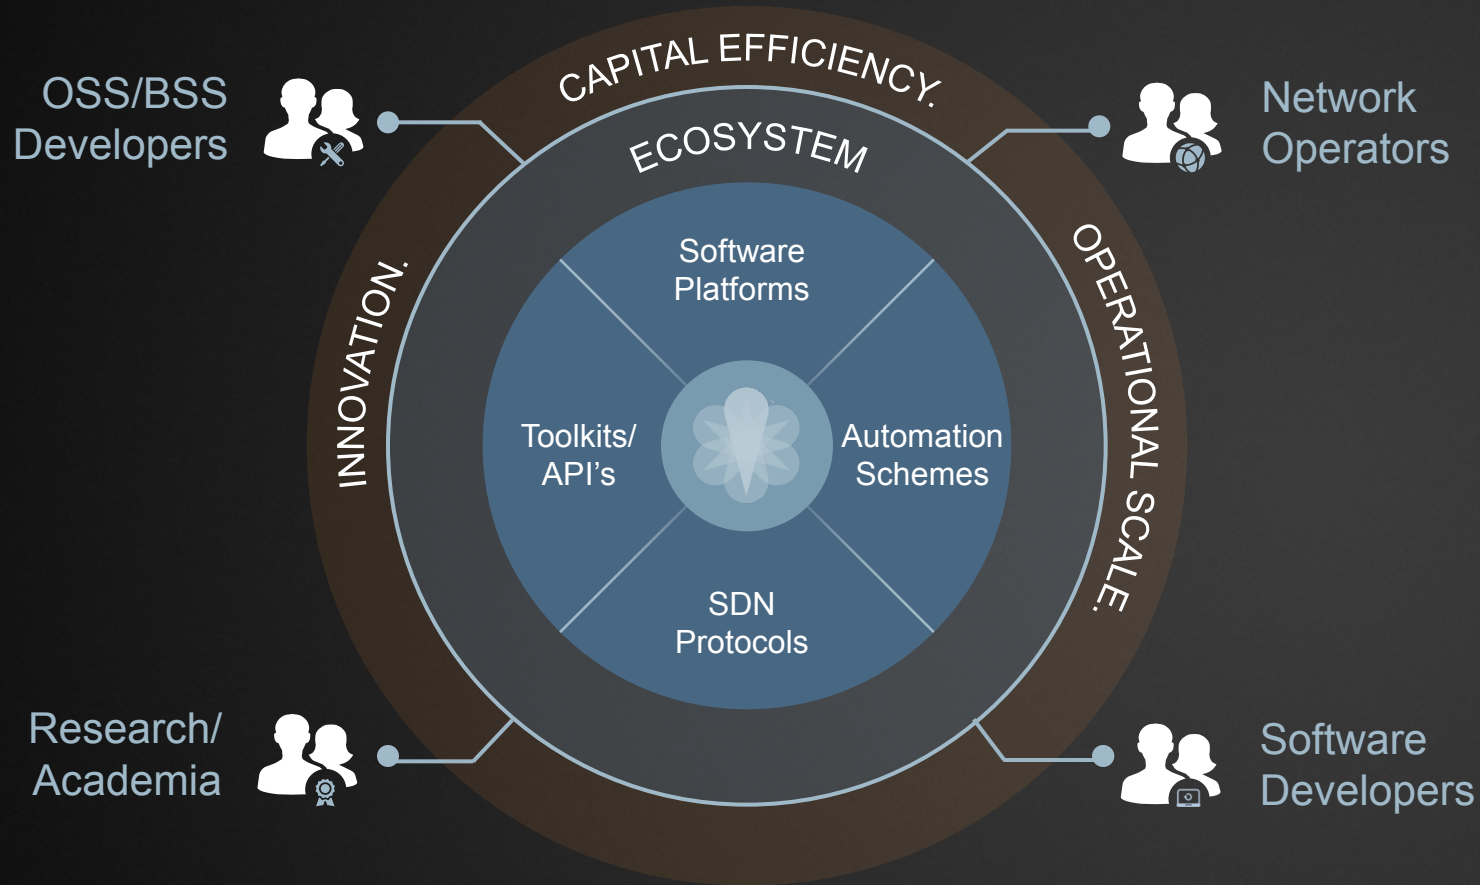 CAPITAL EFFICIENCY.
OSS/BSS
Developers
Network
Operators
ECOSYSTEM
INNOVATION.
OPERATIONAL SCALE.
Software
Platforms
Toolkits/
API's
Automation
Schemes
SDN
Protocols
Research/
Academia
Software
Developers